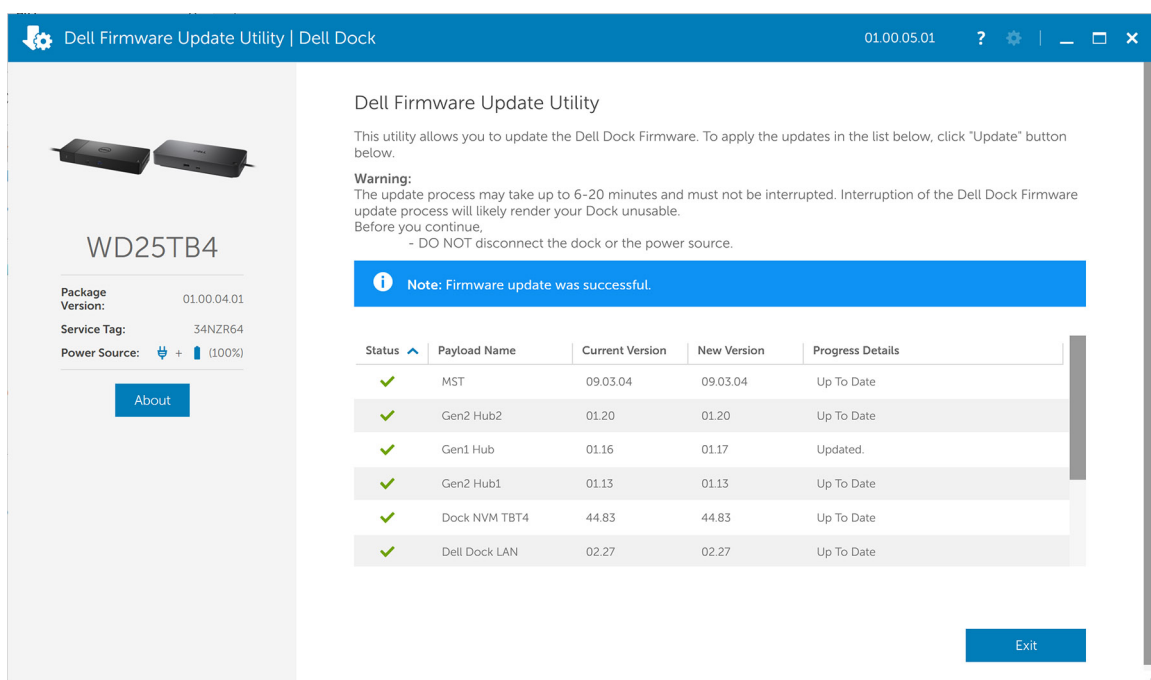 Dell Firmware Update Utility | Dell Dock
01.00.05.01
?
WD25TB4
Package Version: 01.00.04.01
Service Tag: 34NZR64
Power Source: + (100%)
About
Dell Firmware Update Utility
This utility allows you to update the Dell Dock Firmware. To apply the updates in the list below, click "Update" button
below.
Warning:
The update process may take up to 6-20 minutes and must not be interrupted. Interruption of the Dell Dock Firmware
update process will likely render your Dock unusable.
Before you continue,
- DO NOT disconnect the dock or the power source.
Note: Firmware update was successful.
Status Payload Name Current Version New Version Progress Details
MST 09.03.04 09.03.04 Up To Date
Gen2 Hub2 01.20 01.20 Up To Date
Gen1 Hub 01.16 01.17 Updated.
Gen2 Hub1 01.13 01.13 Up To Date
Dock NVM TBT4 44.83 44.83 Up To Date
Dell Dock LAN 02.27 02.27 Up To Date
Exit